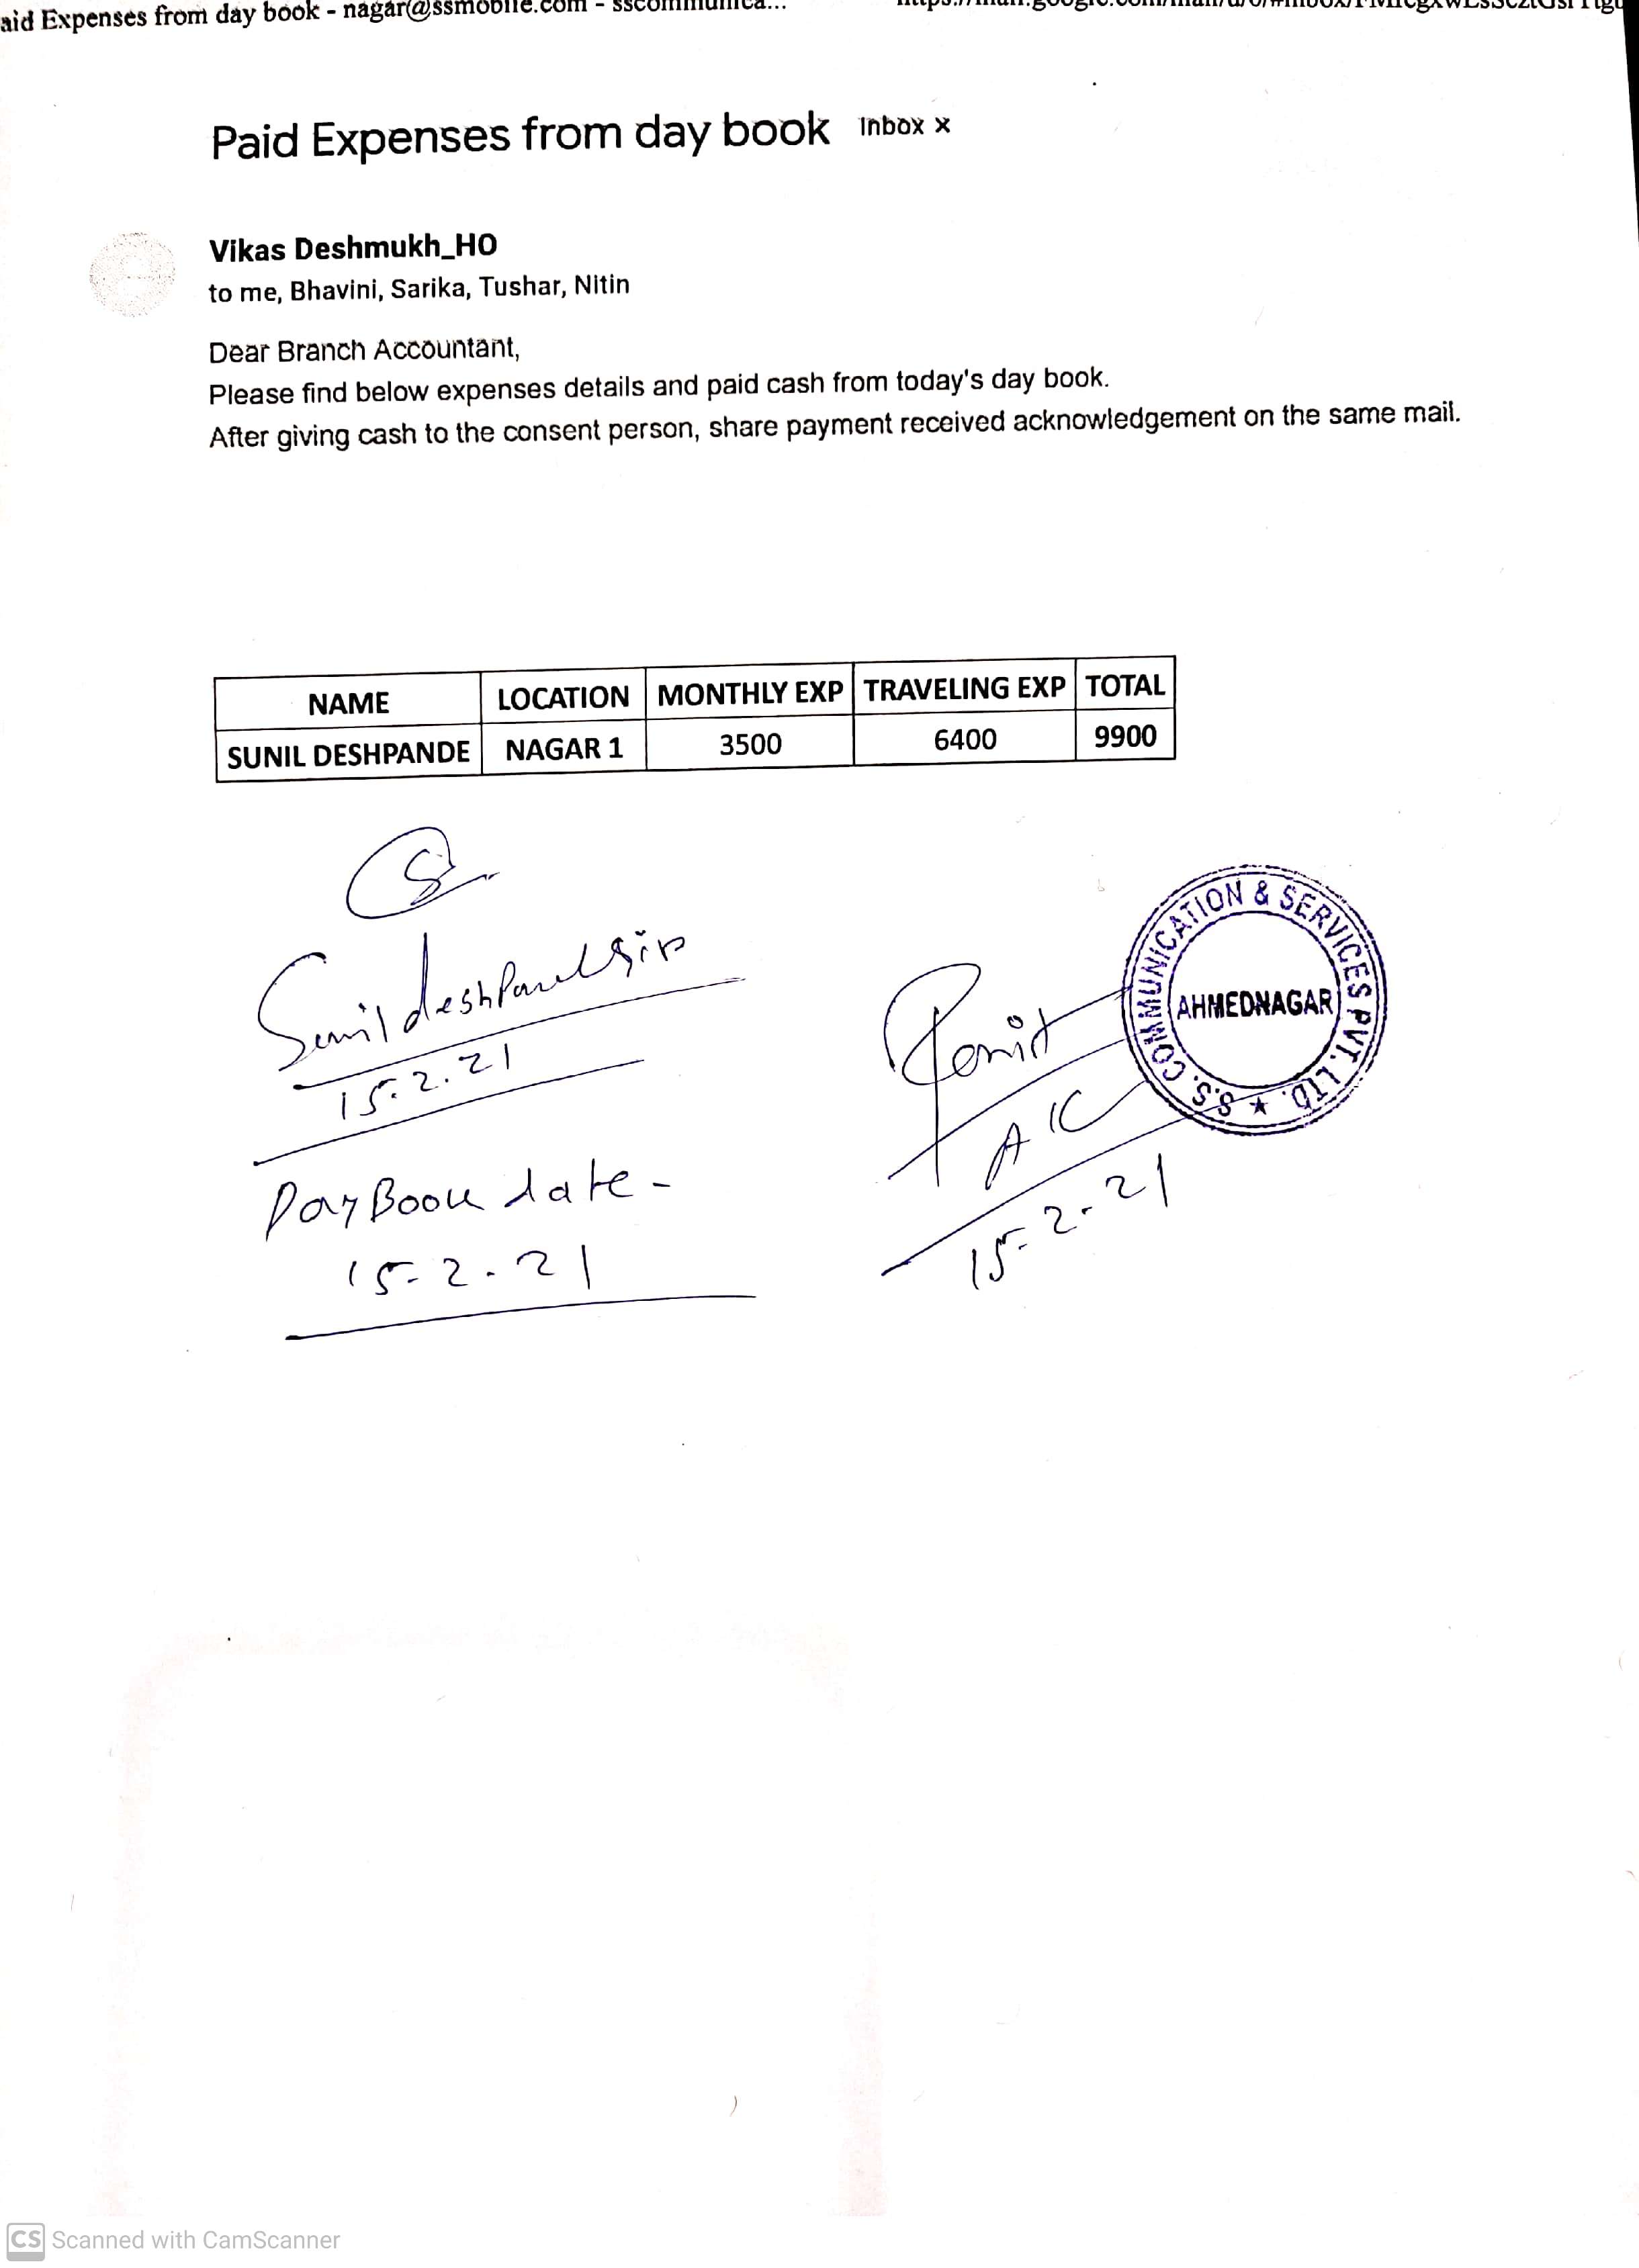 aid Expenses from day book - nagar@ssmobile.com - sscommunica...
Paid Expenses from day book Inbox x
Vikas Deshmukh_HO
to me, Bhavini, Sarika, Tushar, Nitin
Dear Branch Accountant,
Please find below expenses details and paid cash from today's day book.
After giving cash to the consent person, share payment received acknowledgement on the same mail.
NAME LOCATION MONTHLY EXP TRAVELING EXP TOTAL
SUNIL DESHPANDE NAGAR 1 3500 6400 9900
Sunil deshpande sir
15.2.21
Day Book date -
15-2-21
S.S. COMMUNICATION & SERVICES PVT. LTD. ★
AHMEDNAGAR
15-2-21
CS Scanned with CamScanner